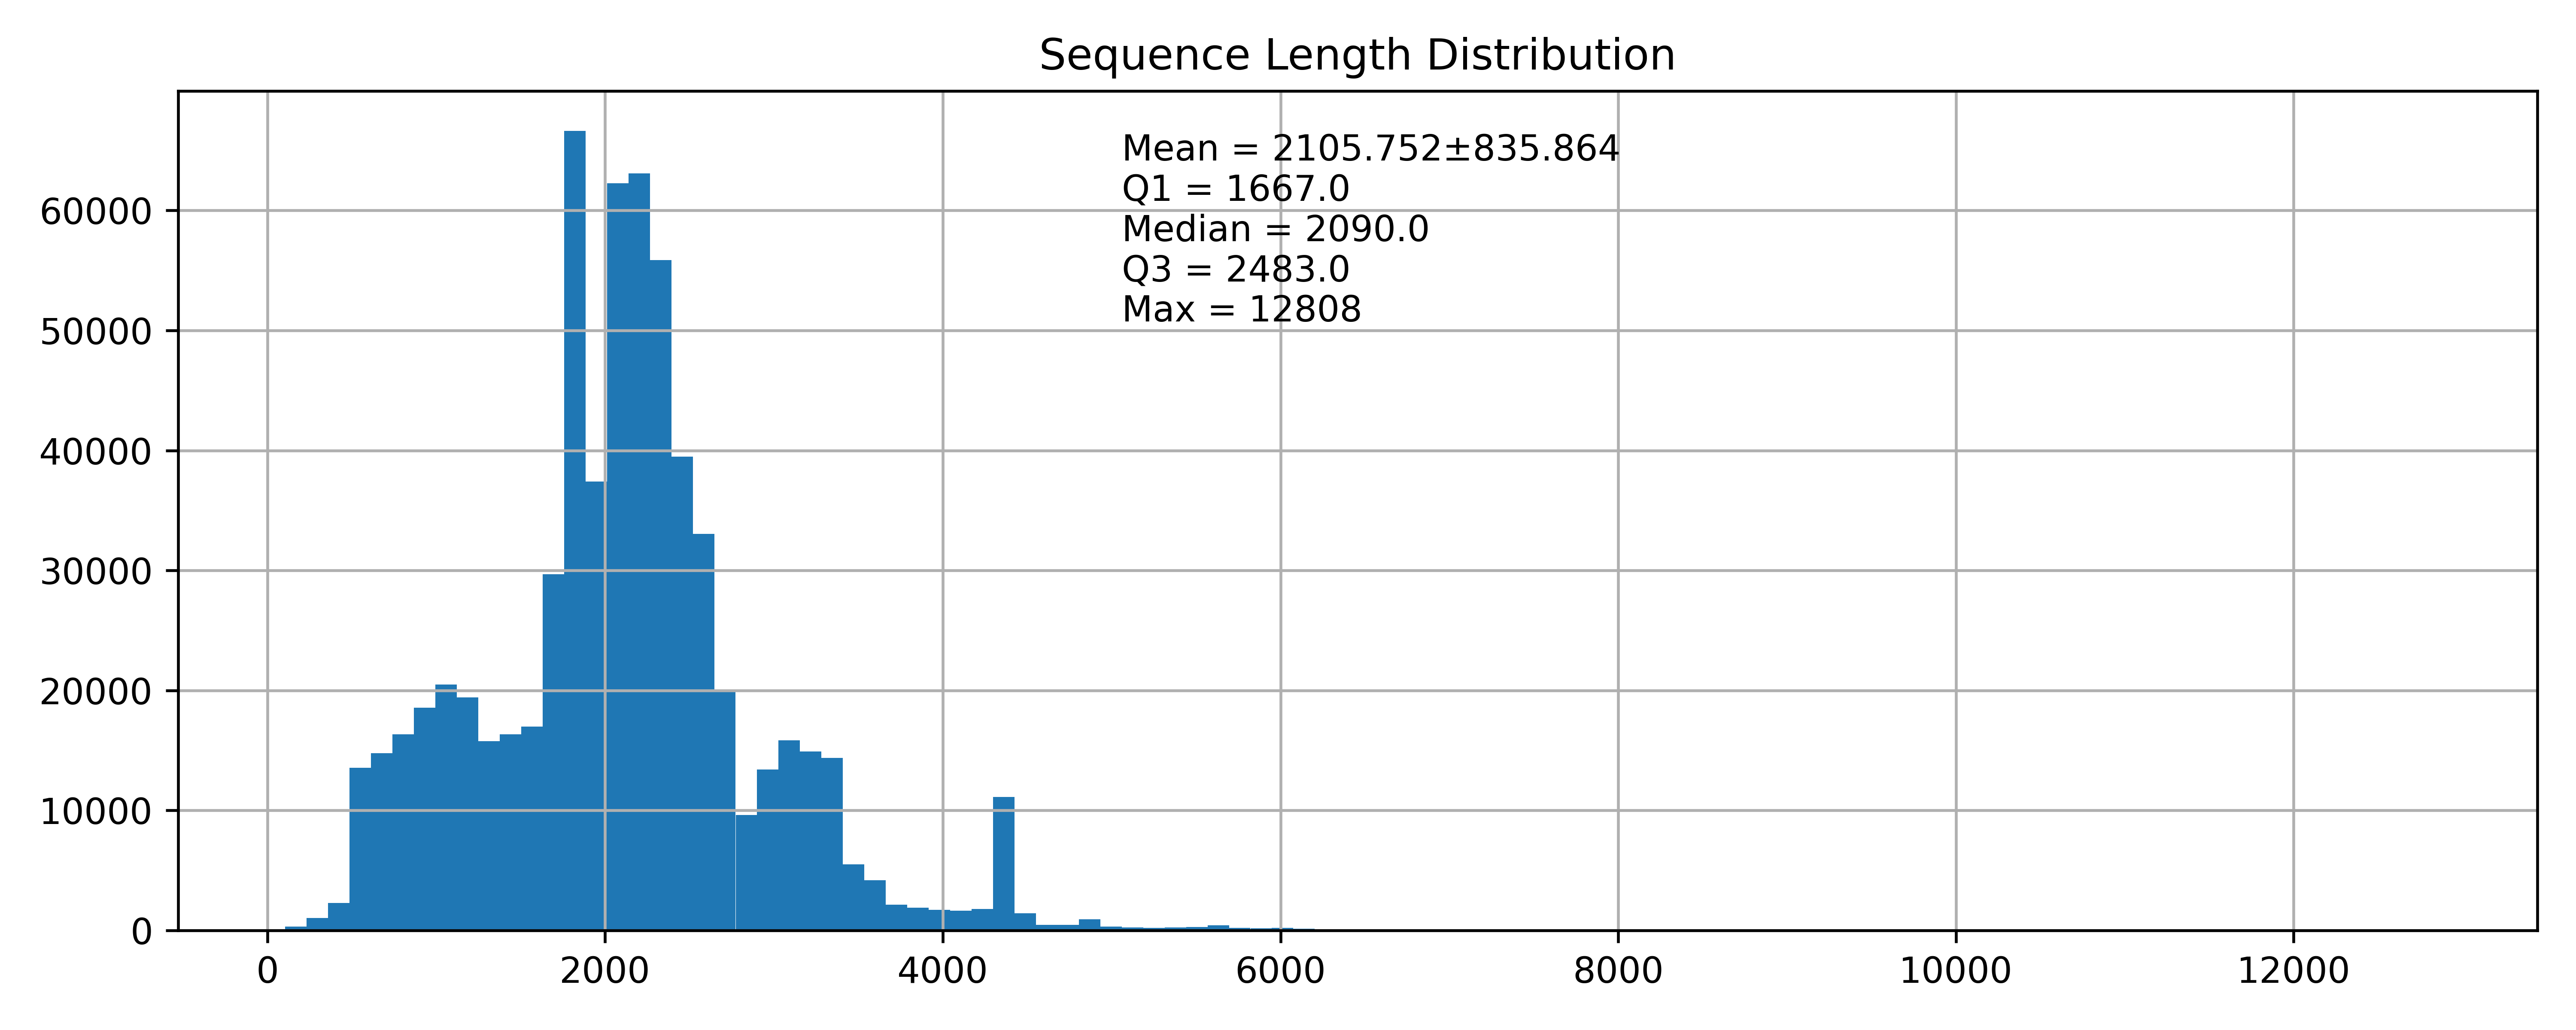 Sequence Length Distribution
Mean = 2105.752±835.864
Q1 = 1667.0
Median = 2090.0
Q3 = 2483.0
Max = 12808
60000
50000
40000
30000
20000
10000
0
0 2000 4000 6000 8000 10000 12000